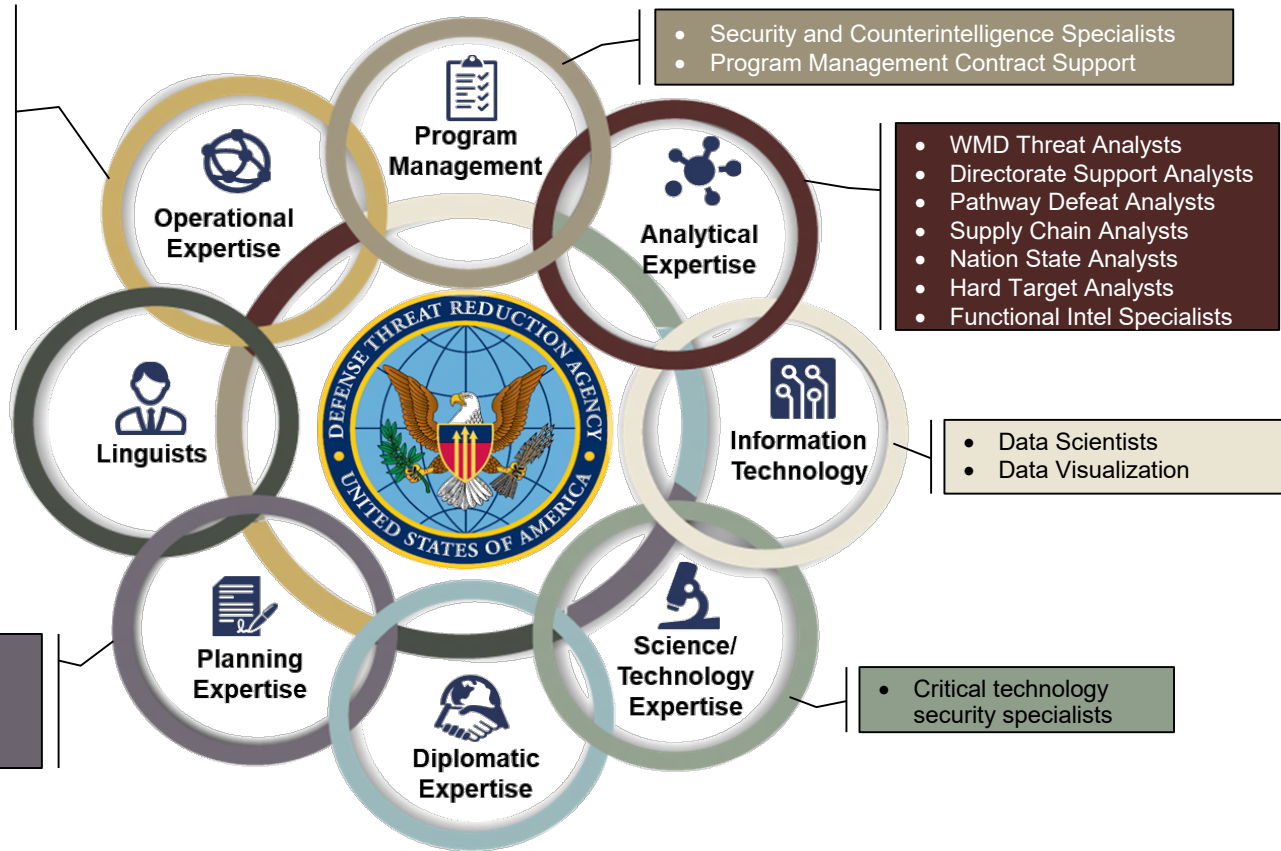 • Security and Counterintelligence Specialists
• Program Management Contract Support
Program
Management
• WMD Threat Analysts
• Directorate Support Analysts
• Pathway Defeat Analysts
• Supply Chain Analysts
• Nation State Analysts
• Hard Target Analysts
• Functional Intel Specialists
Operational
Expertise
Analytical
Expertise
DEFENSE THREAT REDUCTION AGENCY
UNITED STATES OF AMERICA
Linguists
Information
Technology
• Data Scientists
• Data Visualization
Planning
Expertise
Science/
Technology
Expertise
• Critical technology
security specialists
Diplomatic
Expertise